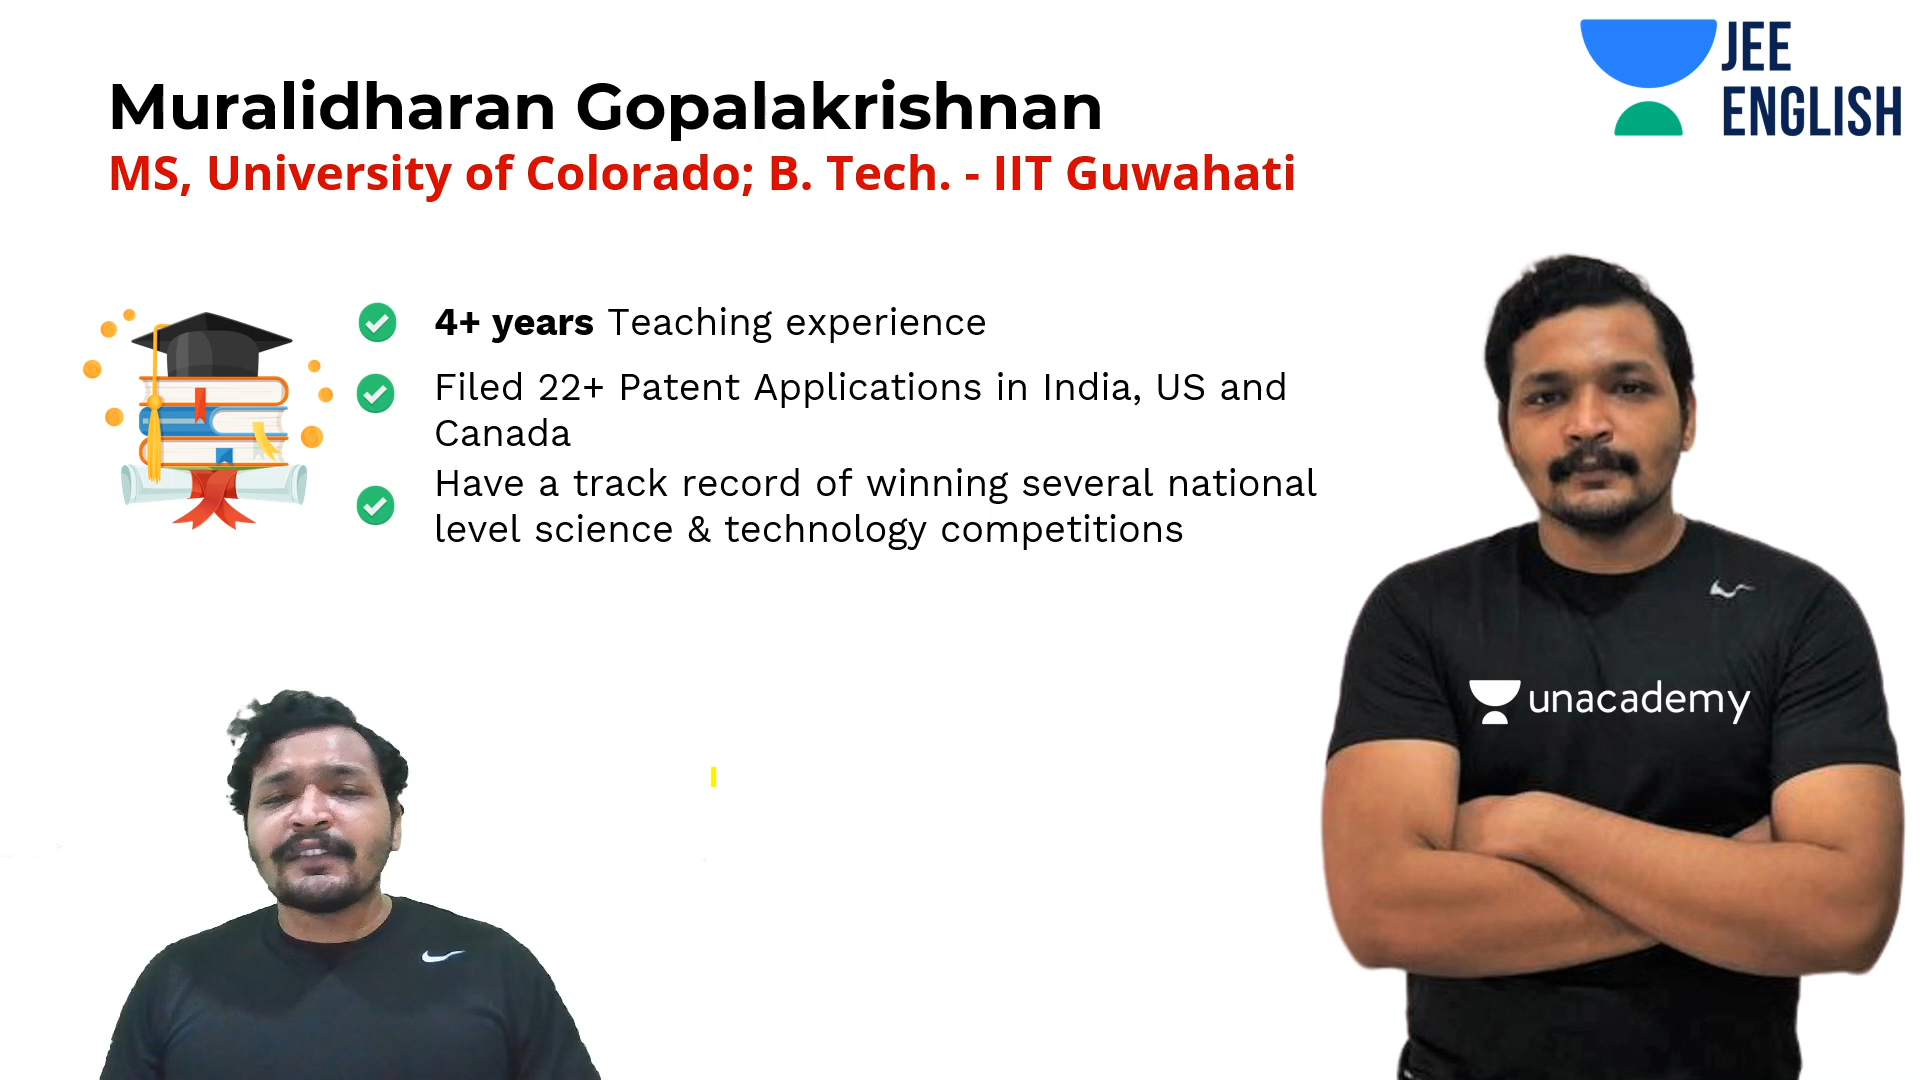 JEE
ENGLISH
Muralidharan Gopalakrishnan
MS, University of Colorado; B. Tech. - IIT Guwahati
4+ years Teaching experience
Filed 22+ Patent Applications in India, US and
Canada
Have a track record of winning several national
level science & technology competitions
unacademy